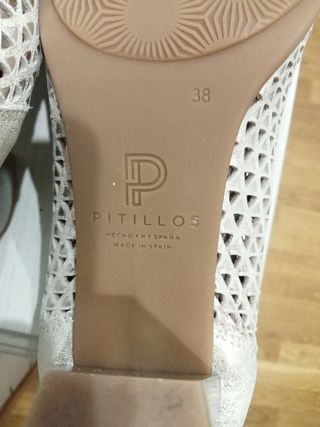 38
P
PITILLOS
HECHO EN ESPAÑA
MADE IN SPAIN